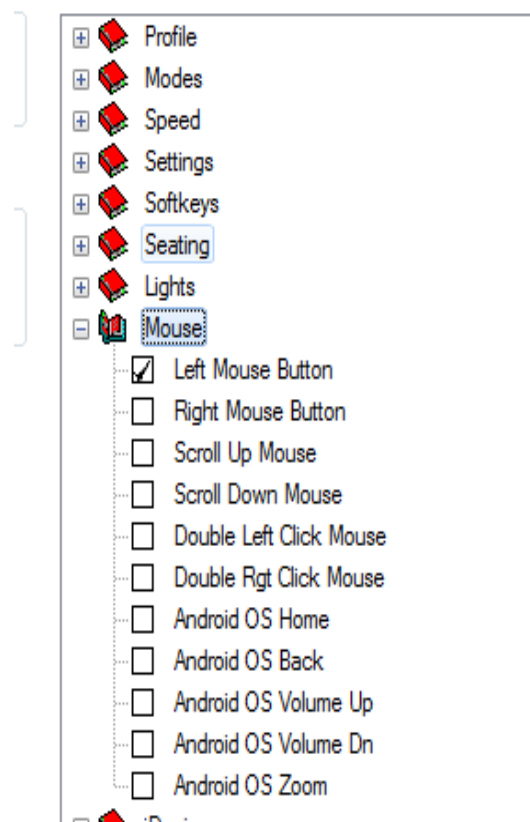 Profile
Modes
Speed
Settings
Softkeys
Seating
Lights
Mouse
Left Mouse Button
Right Mouse Button
Scroll Up Mouse
Scroll Down Mouse
Double Left Click Mouse
Double Rgt Click Mouse
Android OS Home
Android OS Back
Android OS Volume Up
Android OS Volume Dn
Android OS Zoom